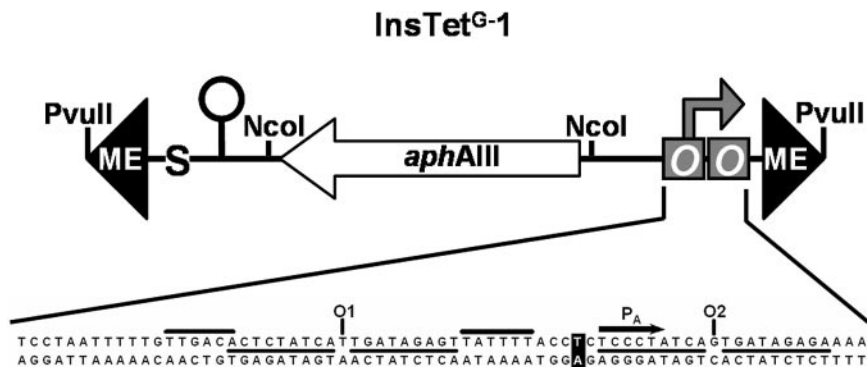 InsTetG-1
PvuII NcoI NcoI PvuII
ME S aphAIII O O ME
O1 PA O2
TCCTAATTTTTGTTGACACTCTATCATTGATAGAGTTATTTTACCTCTCCCTATCAGTGATAGAGAAAA
AGGATTAAAAACAACTGTGAGATAGTAACTATCTCAATAAAATGGAGAGGGATAGTCACTATCTCTTTT